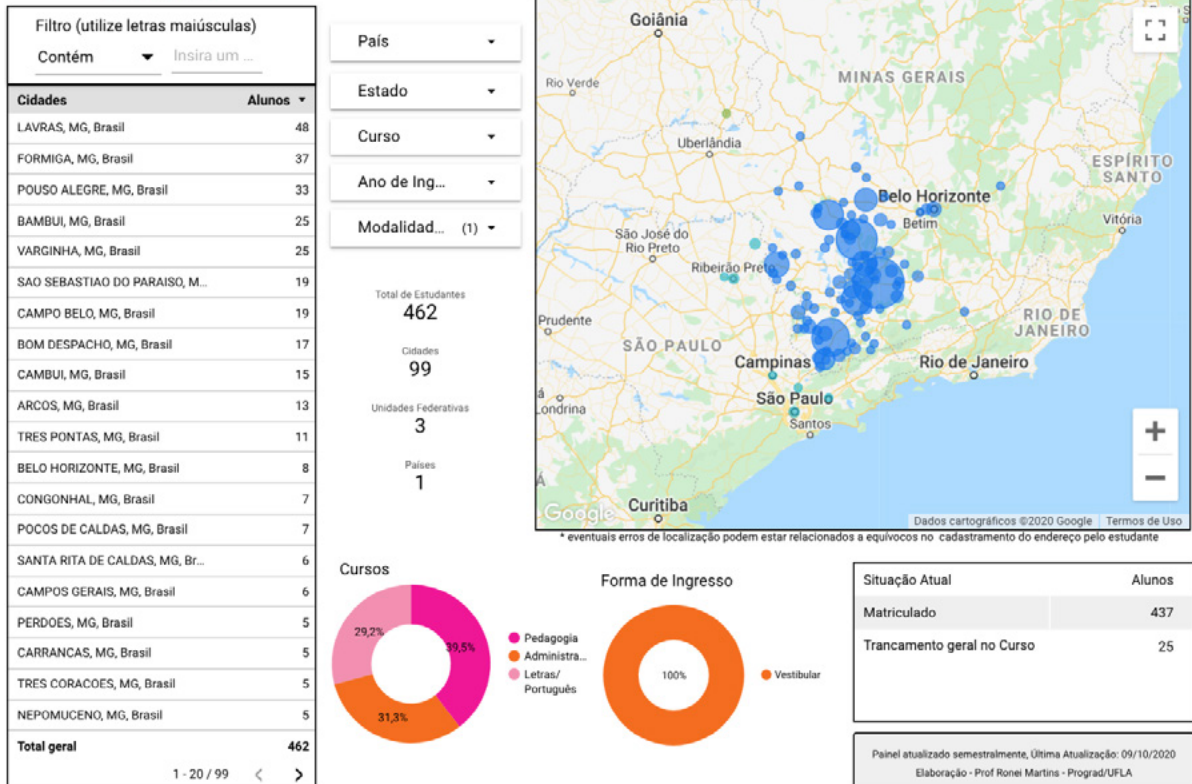 Filtro (utilize letras maiúsculas)
Contém
Insira um ...
Cidades Alunos
LAVRAS, MG, Brasil 48
FORMIGA, MG, Brasil 37
POUSO ALEGRE, MG, Brasil 33
BAMBUI, MG, Brasil 25
VARGINHA, MG, Brasil 25
SAO SEBASTIAO DO PARAISO, M... 19
CAMPO BELO, MG, Brasil 19
BOM DESPACHO, MG, Brasil 17
CAMBUI, MG, Brasil 15
ARCOS, MG, Brasil 13
TRES PONTAS, MG, Brasil 11
BELO HORIZONTE, MG, Brasil 8
CONGONHAL, MG, Brasil 7
POCOS DE CALDAS, MG, Brasil 7
SANTA RITA DE CALDAS, MG, Br... 6
CAMPOS GERAIS, MG, Brasil 6
PERDOES, MG, Brasil 5
CARRANCAS, MG, Brasil 5
TRES CORACOES, MG, Brasil 5
NEPOMUCENO, MG, Brasil 5
Total geral 462
1 - 20 / 99
País
Estado
Curso
Ano de Ing...
Modalidad... (1)
Total de Estudantes
462
Cidades
99
Unidades Federativas
3
Países
1
Goiânia
Rio Verde
MINAS GERAIS
Uberlândia
ESPÍRITO
SANTO
Belo Horizonte
Betim
Vitória
São José do
Rio Preto
Ribeirão Preto
Prudente
SÃO PAULO
RIO DE
JANEIRO
Campinas
Rio de Janeiro
Londrina
São Paulo
Santos
Curitiba
Google
Dados cartográficos ©2020 Google
Termos de Uso
* eventuais erros de localização podem estar relacionados a equívocos no cadastramento do endereço pelo estudante
Cursos
29,2%
39,5%
31,3%
Pedagogia
Administra...
Letras/
Português
Forma de Ingresso
100%
Vestibular
Situação Atual Alunos
Matriculado 437
Trancamento geral no Curso 25
Painel atualizado semestralmente, Última Atualização: 09/10/2020
Elaboração - Prof Ronei Martins - Prograd/UFLA